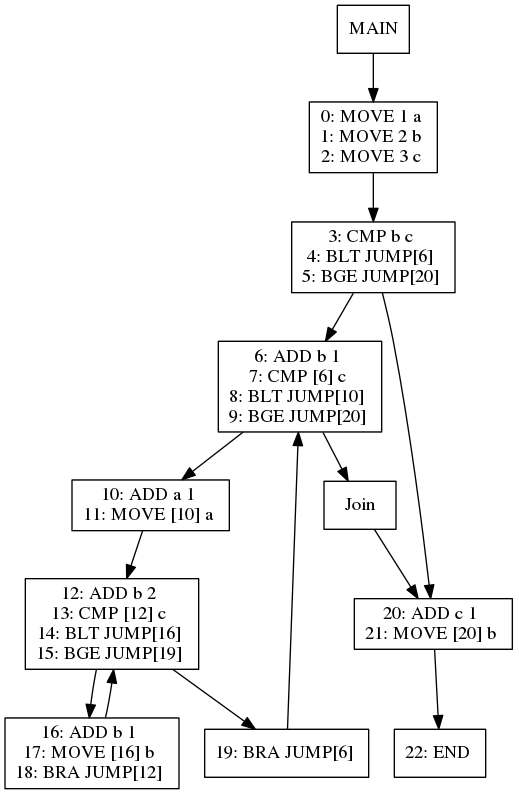 MAIN
0: MOVE 1 a
1: MOVE 2 b
2: MOVE 3 c
3: CMP b c
4: BLT JUMP[6]
5: BGE JUMP[20]
6: ADD b 1
7: CMP [6] c
8: BLT JUMP[10]
9: BGE JUMP[20]
10: ADD a 1
11: MOVE [10] a
Join
12: ADD b 2
13: CMP [12] c
14: BLT JUMP[16]
15: BGE JUMP[19]
20: ADD c 1
21: MOVE [20] b
16: ADD b 1
17: MOVE [16] b
18: BRA JUMP[12]
19: BRA JUMP[6]
22: END